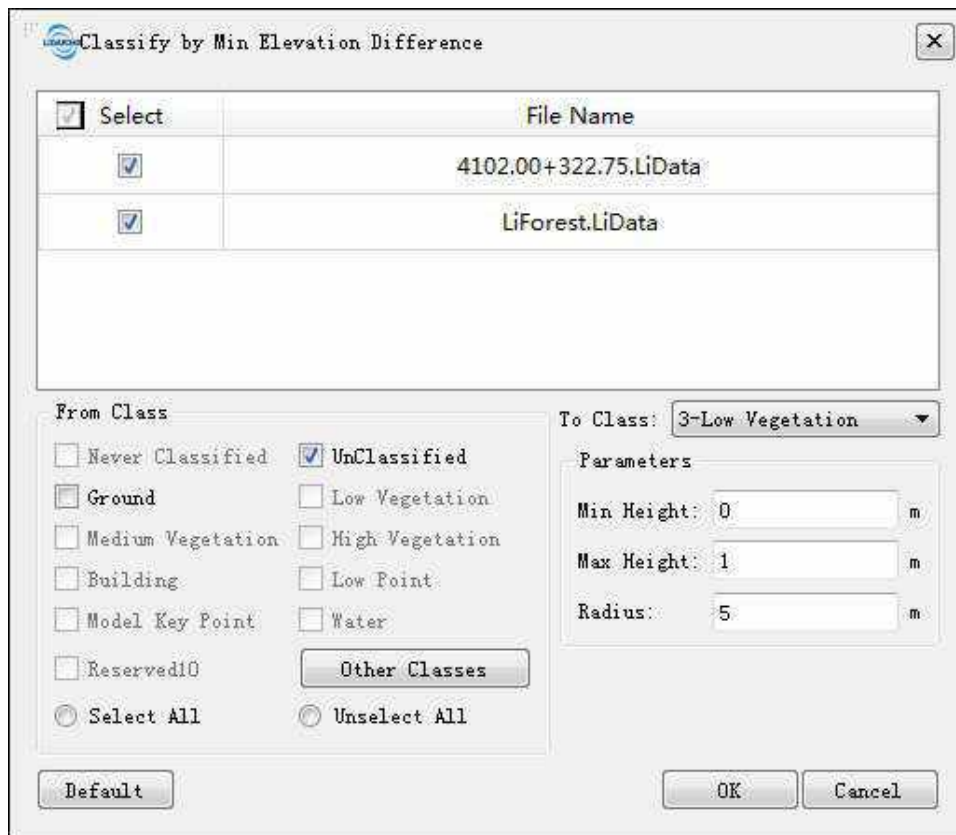 Classify by Min Elevation Difference
Select File Name
4102.00+322.75.LiData
LiForest.LiData
From Class
To Class: 3-Low Vegetation
Never Classified UnClassified
Ground Low Vegetation
Medium Vegetation High Vegetation
Building Low Point
Model Key Point Water
Reserved10 Other Classes
Select All Unselect All
Parameters
Min Height: 0 m
Max Height: 1 m
Radius: 5 m
Default OK Cancel